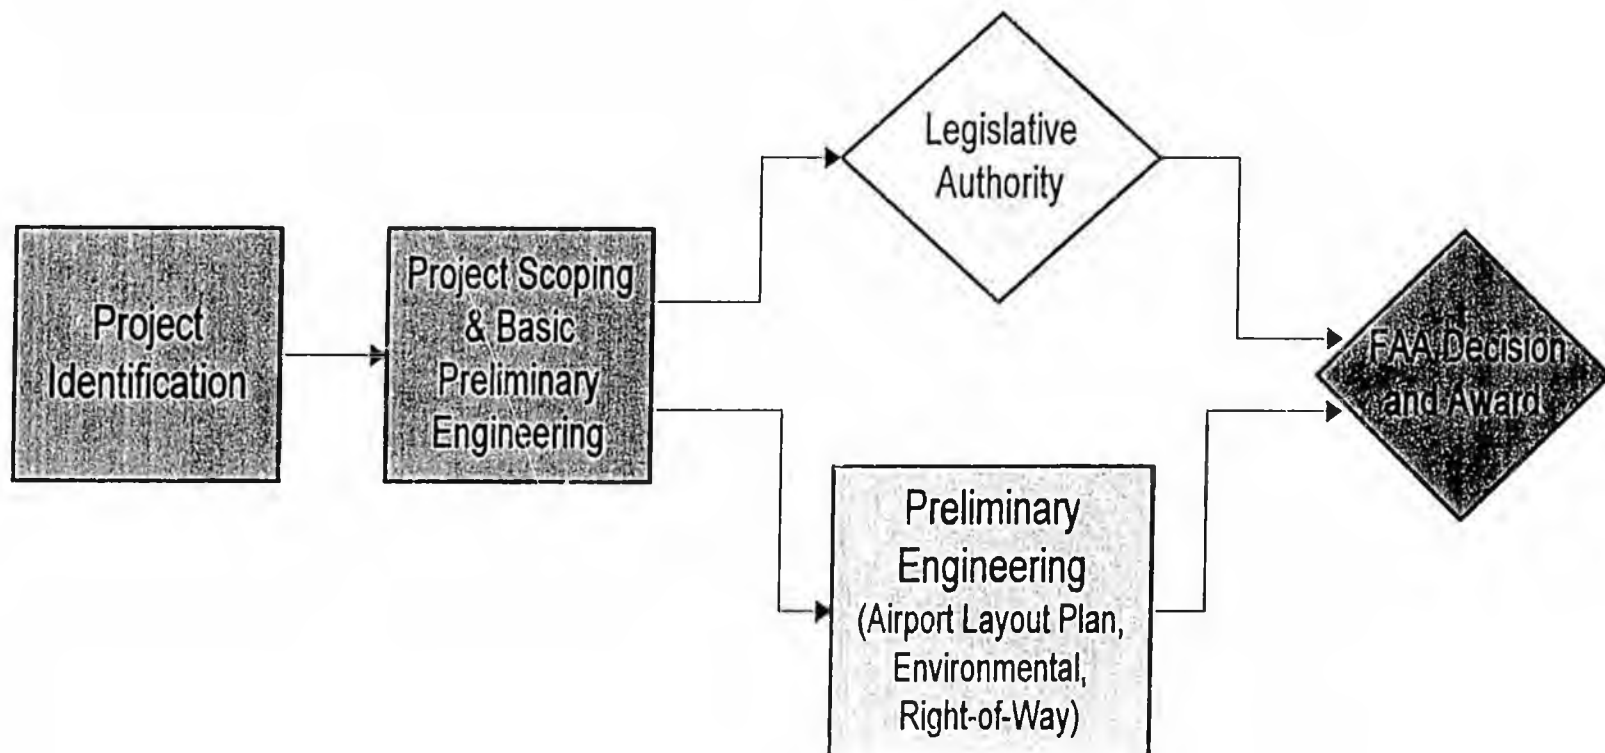 Project
Identification
Project Scoping
& Basic
Preliminary
Engineering
Legislative
Authority
Preliminary
Engineering
(Airport Layout Plan,
Environmental,
Right-of-Way)
FAA Decision
and Award